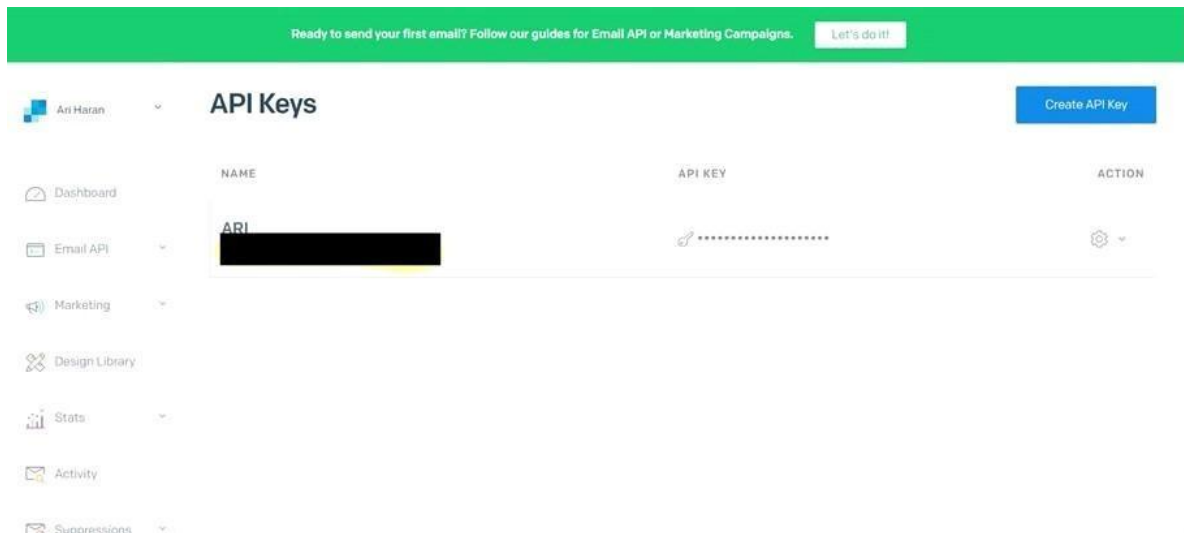 Ready to send your first email? Follow our guides for Email API or Marketing Campaigns. Let's do it!
Ari Haran
API Keys
Create API Key
NAME API KEY ACTION
ARI
••••••••••••••••••••
Dashboard
Email API
Marketing
Design Library
Stats
Activity
Suppressions